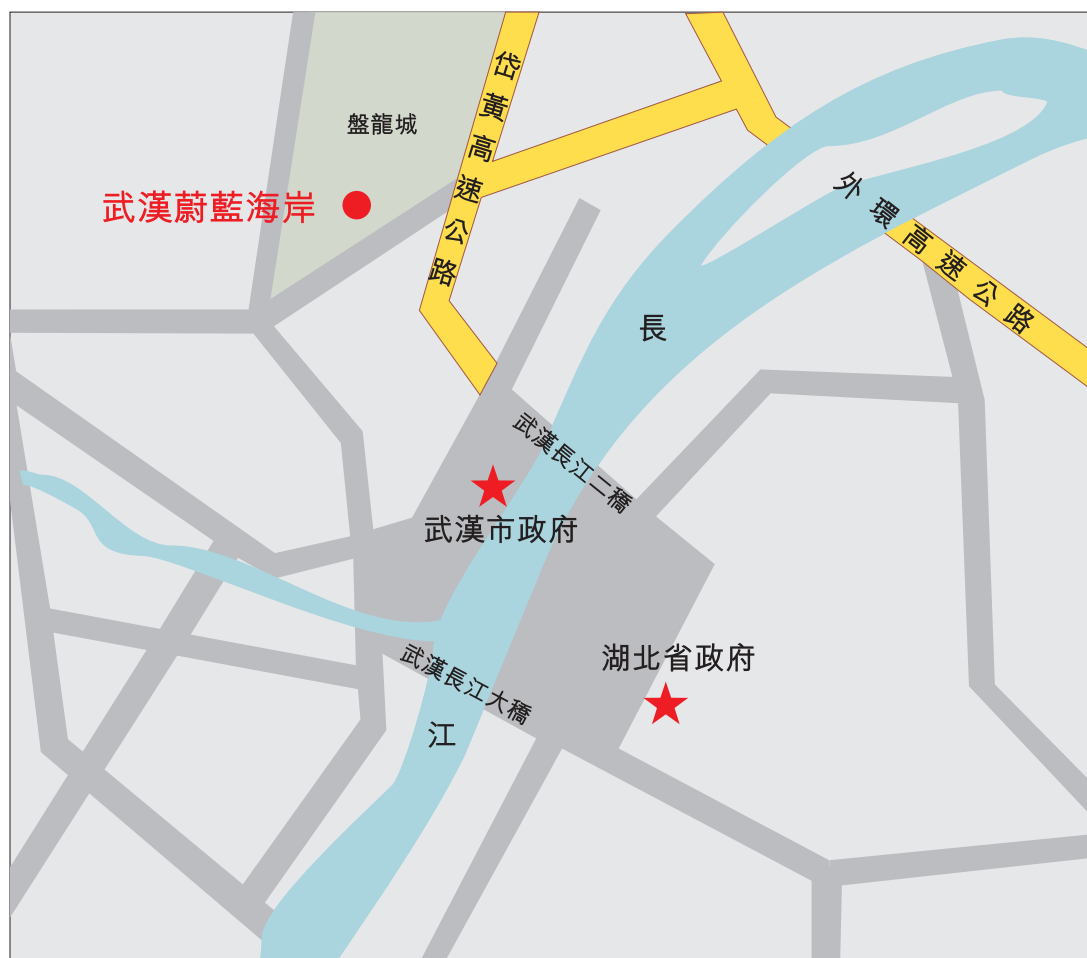 岱黃高速公路
盤龍城
武漢蔚藍海岸
外環高速公路
長
武漢長江二橋
武漢市政府
湖北省政府
武漢長江大橋
江